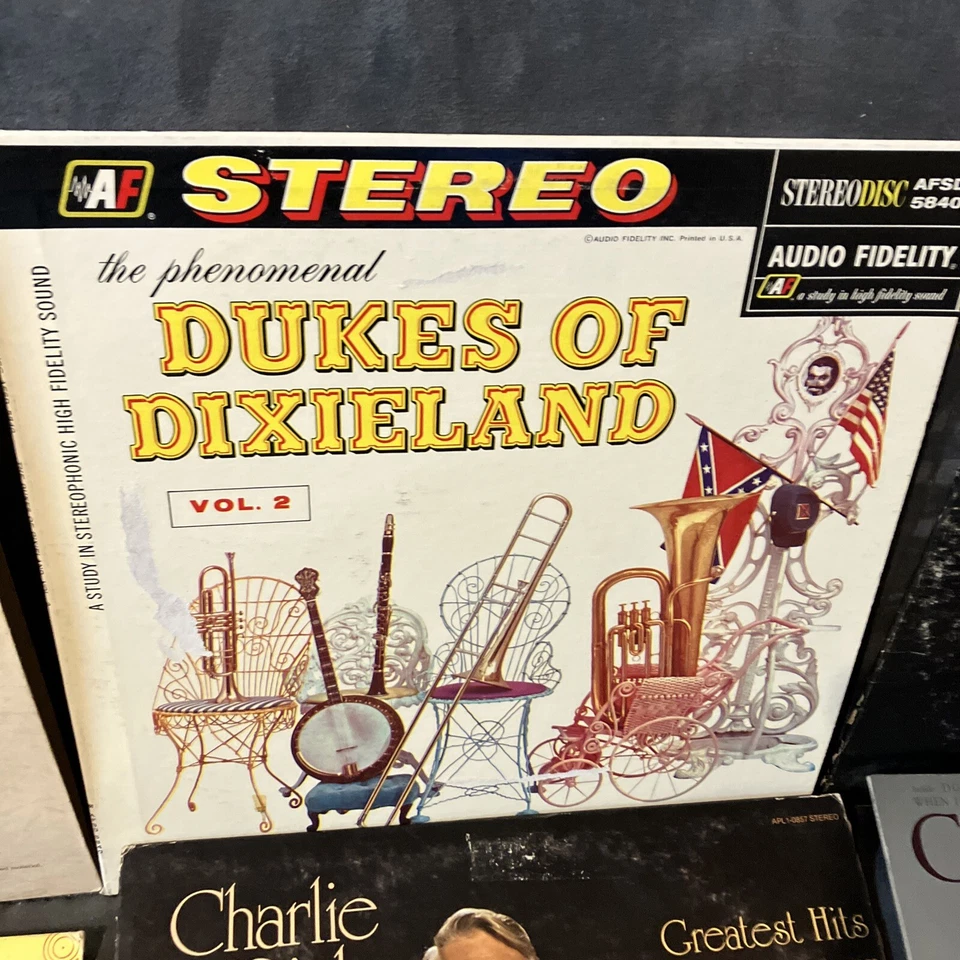 AF
STEREO
STEREODISC AFSD
5840
©AUDIO FIDELITY INC. Printed in U.S.A.
AUDIO FIDELITY
AF a study in high fidelity sound
A STUDY IN STEREOPHONIC HIGH FIDELITY SOUND
the phenomenal
DUKES OF
DIXIELAND
VOL. 2
APL1-0857 STEREO
Charlie
Greatest Hits
C